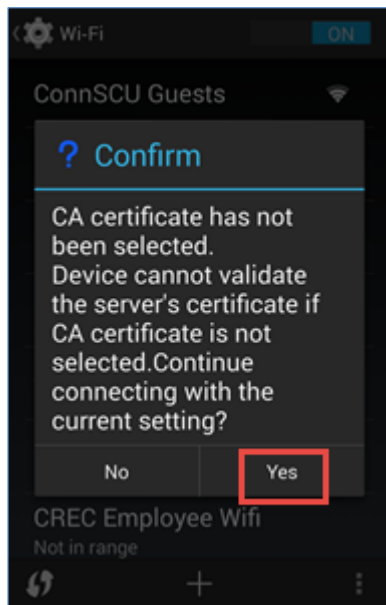 Wi-Fi ON
ConnSCU Guests
? Confirm
CA certificate has not
been selected.
Device cannot validate
the server's certificate if
CA certificate is not
selected.Continue
connecting with the
current setting?
No Yes
CREC Employee Wifi
Not in range